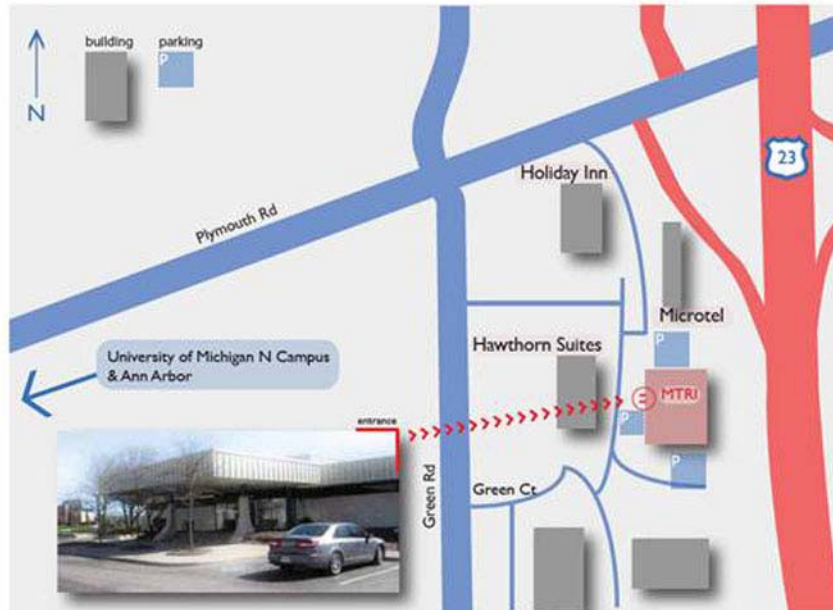 building
parking
P
N
23
Holiday Inn
Plymouth Rd
Microtel
University of Michigan N Campus
& Ann Arbor
Hawthorn Suites
P
MTRI
E
P
entrance
P
Green Ct
Green Rd